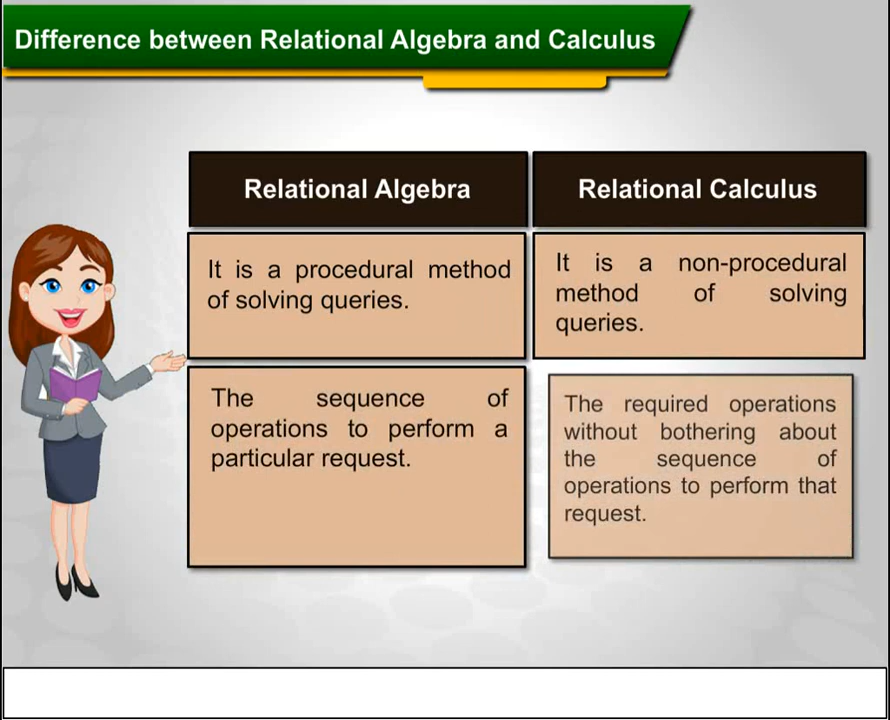 Difference between Relational Algebra and Calculus
Relational Algebra
Relational Calculus
It is a procedural method
of solving queries.
It is a non-procedural
method of solving
queries.
The sequence of
operations to perform a
particular request.
The required operations
without bothering about
the sequence of
operations to perform that
request.